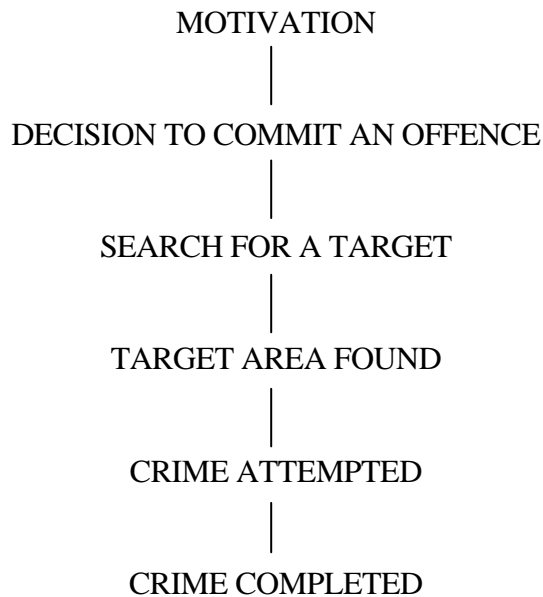 MOTIVATION
DECISION TO COMMIT AN OFFENCE
SEARCH FOR A TARGET
TARGET AREA FOUND
CRIME ATTEMPTED
CRIME COMPLETED